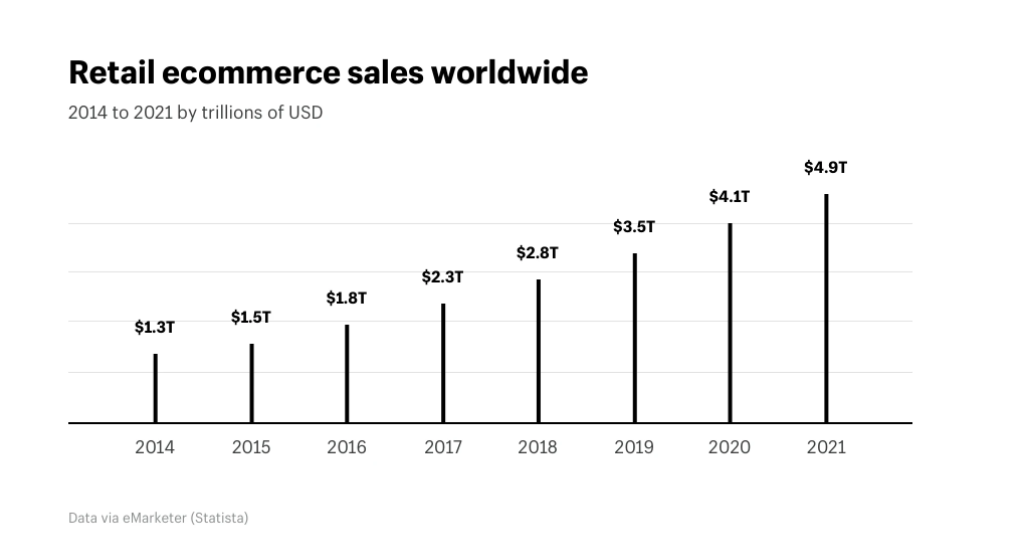 Retail ecommerce sales worldwide
2014 to 2021 by trillions of USD
$4.9T
$4.1T
$3.5T
$2.8T
$2.3T
$1.8T
$1.5T
$1.3T
2014 2015 2016 2017 2018 2019 2020 2021
Data via eMarketer (Statista)